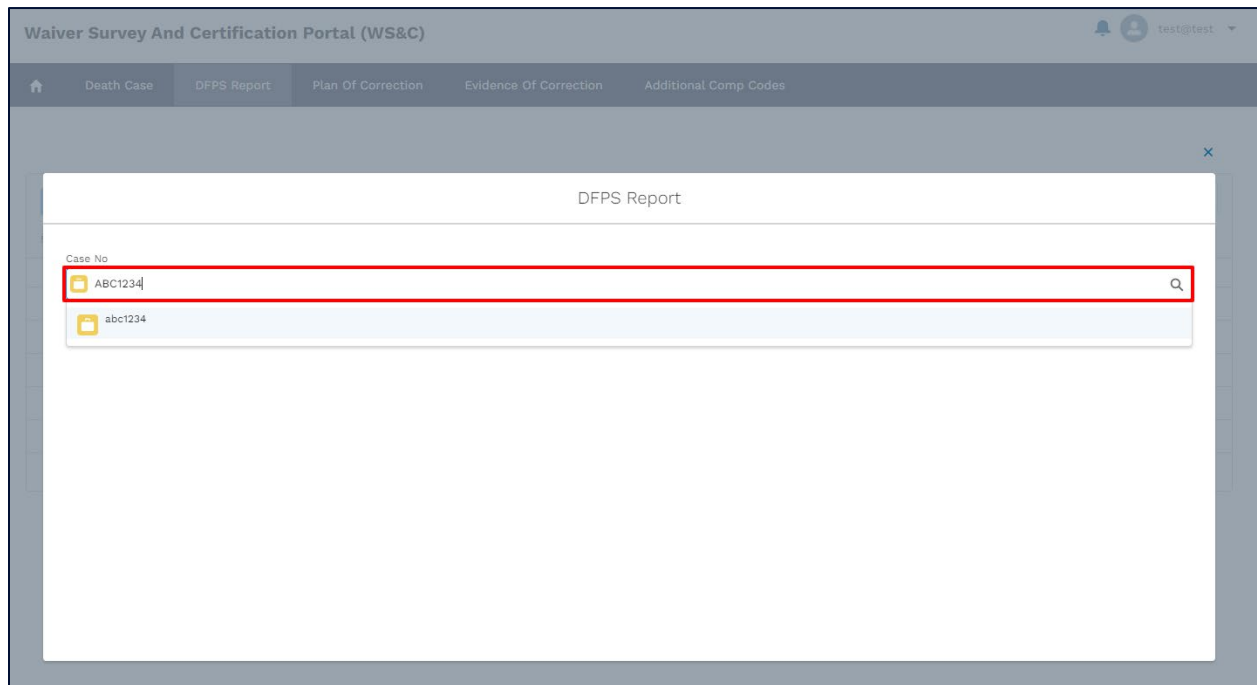 Waiver Survey And Certification Portal (WS&C)
test@test
Death Case DFPS Report Plan Of Correction Evidence Of Correction Additional Comp Codes
DFPS Report
Case No
ABC1234
abc1234